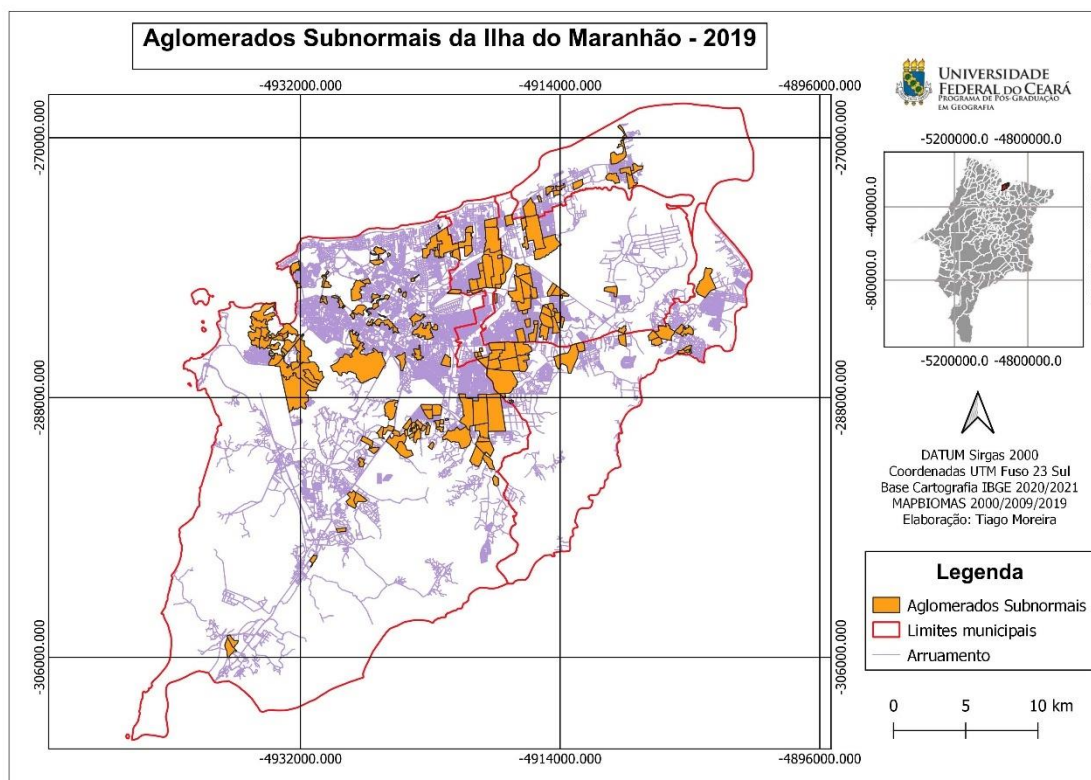 Aglomerados Subnormais da Ilha do Maranhão - 2019
-4932000.000
-4914000.000
-4896000.000
-270000.000
-288000.000
-306000.000
-270000.000
-288000.000
-306000.000
-4932000.000
-4914000.000
-4896000.000
UNIVERSIDADE
FEDERAL DO CEARÁ
PROGRAMA DE PÓS-GRADUAÇÃO
EM GEOGRAFIA
-5200000.0 -4800000.0
-400000.0
-800000.0
-400000.0
-800000.0
-5200000.0 -4800000.0
DATUM Sirgas 2000
Coordenadas UTM Fuso 23 Sul
Base Cartografia IBGE 2020/2021
MAPBIOMAS 2000/2009/2019
Elaboração: Tiago Moreira
Legenda
Aglomerados Subnormais
Limites municipais
Arruamento
0 5 10 km